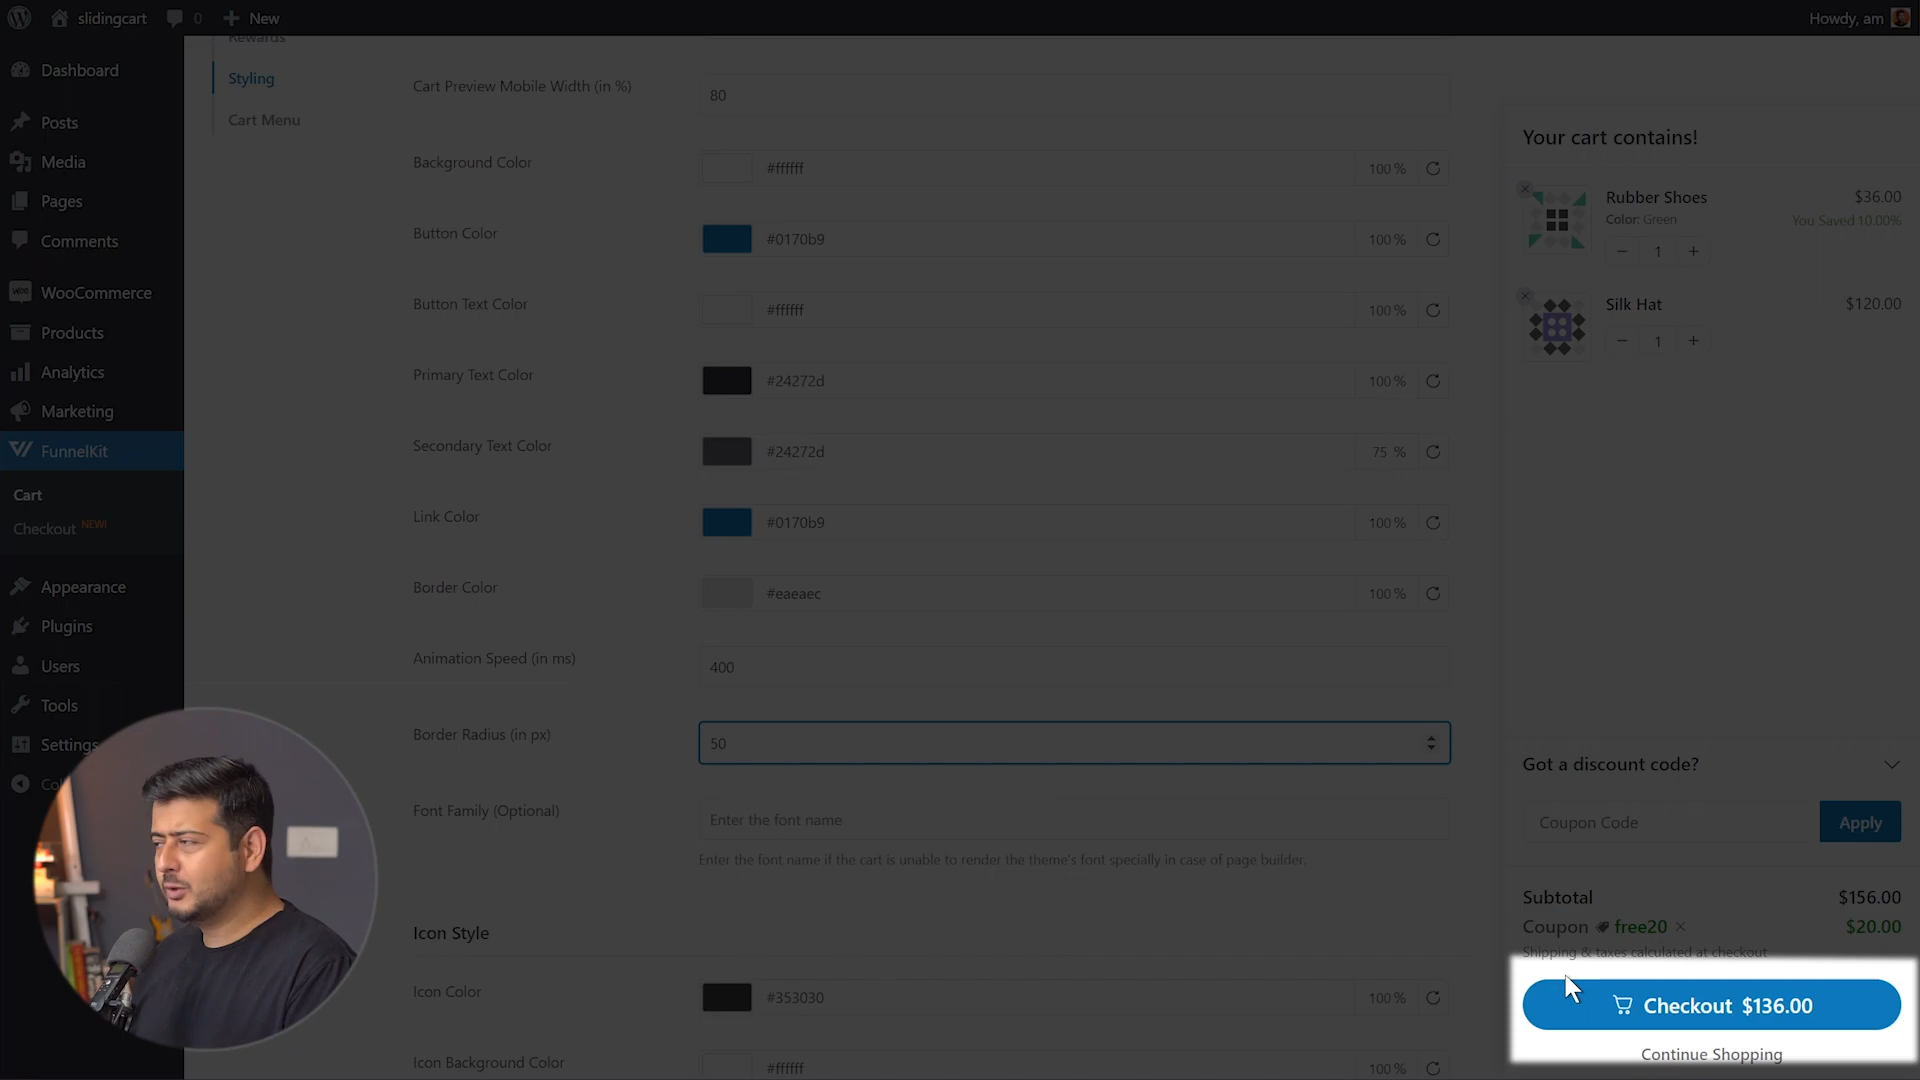 slidingcart 0 New Howdy, am
Dashboard
Posts
Media
Pages
Comments
WooCommerce
Products
Analytics
Marketing
FunnelKit
Cart
Checkout NEW!
Appearance
Plugins
Users
Tools
Settings
Rewards
Styling
Cart Menu
Cart Preview Mobile Width (in %) 80
Background Color #ffffff 100 %
Button Color #0170b9 100 %
Button Text Color #ffffff 100 %
Primary Text Color #24272d 100 %
Secondary Text Color #24272d 75 %
Link Color #0170b9 100 %
Border Color #eaeaec 100 %
Animation Speed (in ms) 400
Border Radius (in px) 50
Font Family (Optional) Enter the font name
Enter the font name if the cart is unable to render the theme's font specially in case of page builder.
Icon Style
Icon Color #353030 100 %
Icon Background Color #ffffff 100 %
Your cart contains!
Rubber Shoes $36.00
Color: Green You Saved 10.00%
− 1 +
Silk Hat $120.00
− 1 +
Got a discount code?
Coupon Code Apply
Subtotal $156.00
Coupon free20 × $20.00
Shipping & taxes calculated at checkout
Checkout $136.00
Continue Shopping